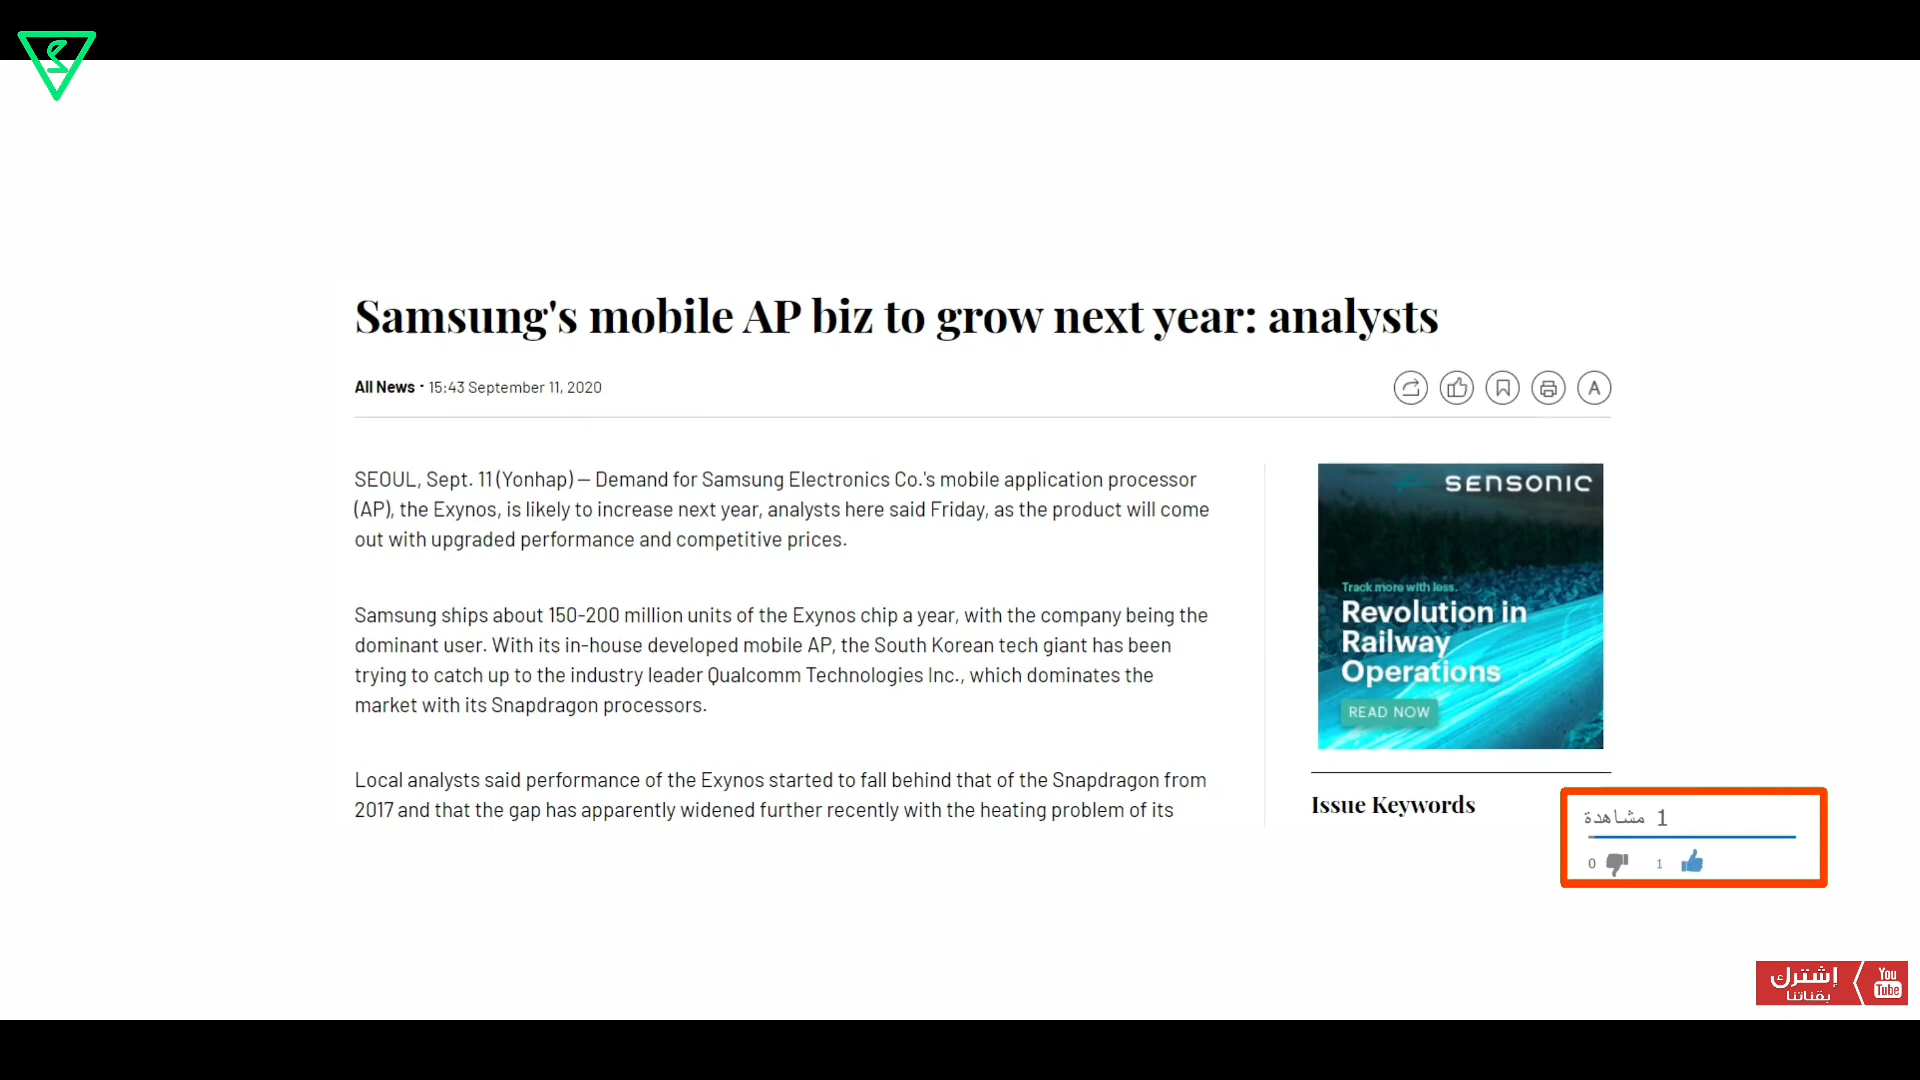 Samsung's mobile AP biz to grow next year: analysts
All News · 15:43 September 11, 2020
A
SEOUL, Sept. 11 (Yonhap) — Demand for Samsung Electronics Co.'s mobile application processor
(AP), the Exynos, is likely to increase next year, analysts here said Friday, as the product will come
out with upgraded performance and competitive prices.
Samsung ships about 150-200 million units of the Exynos chip a year, with the company being the
dominant user. With its in-house developed mobile AP, the South Korean tech giant has been
trying to catch up to the industry leader Qualcomm Technologies Inc., which dominates the
market with its Snapdragon processors.
Local analysts said performance of the Exynos started to fall behind that of the Snapdragon from
2017 and that the gap has apparently widened further recently with the heating problem of its
SENSONIC
Track more with less.
Revolution in
Railway
Operations
READ NOW
Issue Keywords
1 مشاهدة
0 1
إشترك
بقناتنا
You
Tube